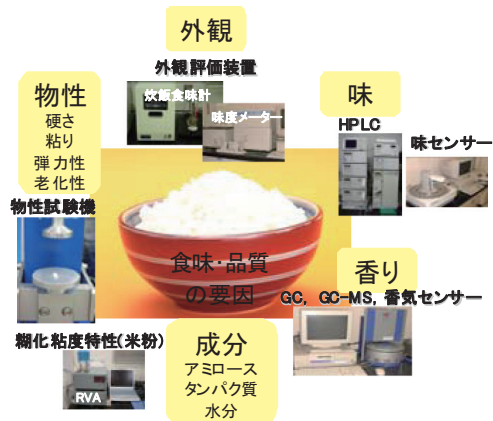 外観
外観評価装置
炊飯食味計
味度メーター
物性
硬さ
粘り
弾力性
老化性
物性試験機
味
HPLC
味センサー
食味・品質
の要因
香り
GC, GC-MS, 香気センサー
糊化粘度特性(米粉)
RVA
成分
アミロース
タンパク質
水分